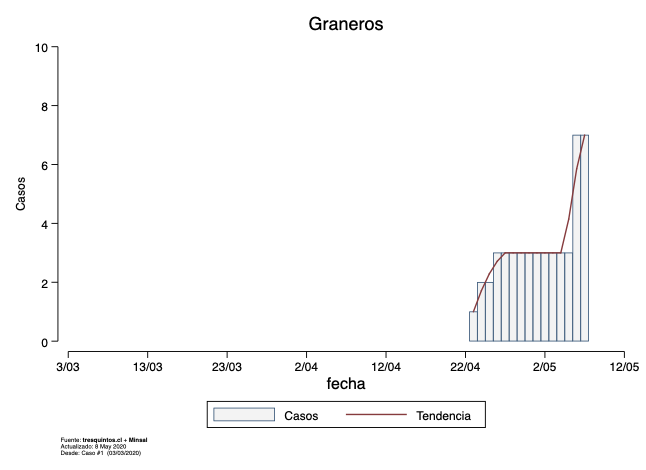 Graneros
10
8
6
4
2
0
Casos
3/03 13/03 23/03 2/04 12/04 22/04 2/05 12/05
fecha
Casos Tendencia
Fuente: tresquintos.cl + Minsal
Actualizado: 8 May 2020
Desde: Caso #1 (03/03/2020)